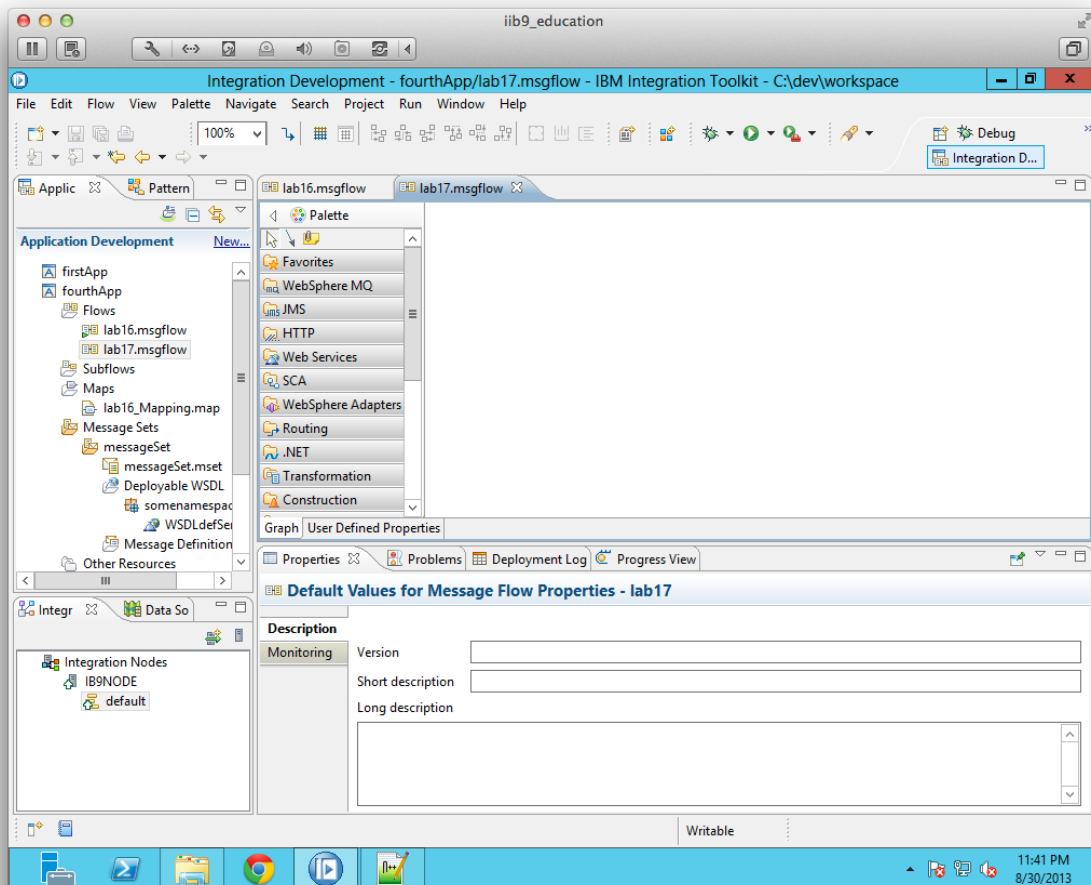 iib9_education
Integration Development - fourthApp/lab17.msgflow - IBM Integration Toolkit - C:\dev\workspace
File Edit Flow View Palette Navigate Search Project Run Window Help
100%
Debug
Integration D...
Applic
Pattern
lab16.msgflow
lab17.msgflow
Application Development New...
firstApp
fourthApp
Flows
lab16.msgflow
lab17.msgflow
Subflows
Maps
lab16_Mapping.map
Message Sets
messageSet
messageSet.mset
Deployable WSDL
somenamespac
WSDLdefSer
Message Definition
Other Resources
Palette
Favorites
WebSphere MQ
JMS
HTTP
Web Services
SCA
WebSphere Adapters
Routing
.NET
Transformation
Construction
Graph User Defined Properties
Integr
Data So
Integration Nodes
IB9NODE
default
Properties Problems Deployment Log Progress View
Default Values for Message Flow Properties - lab17
Description
Monitoring
Version
Short description
Long description
Writable
11:41 PM
8/30/2013